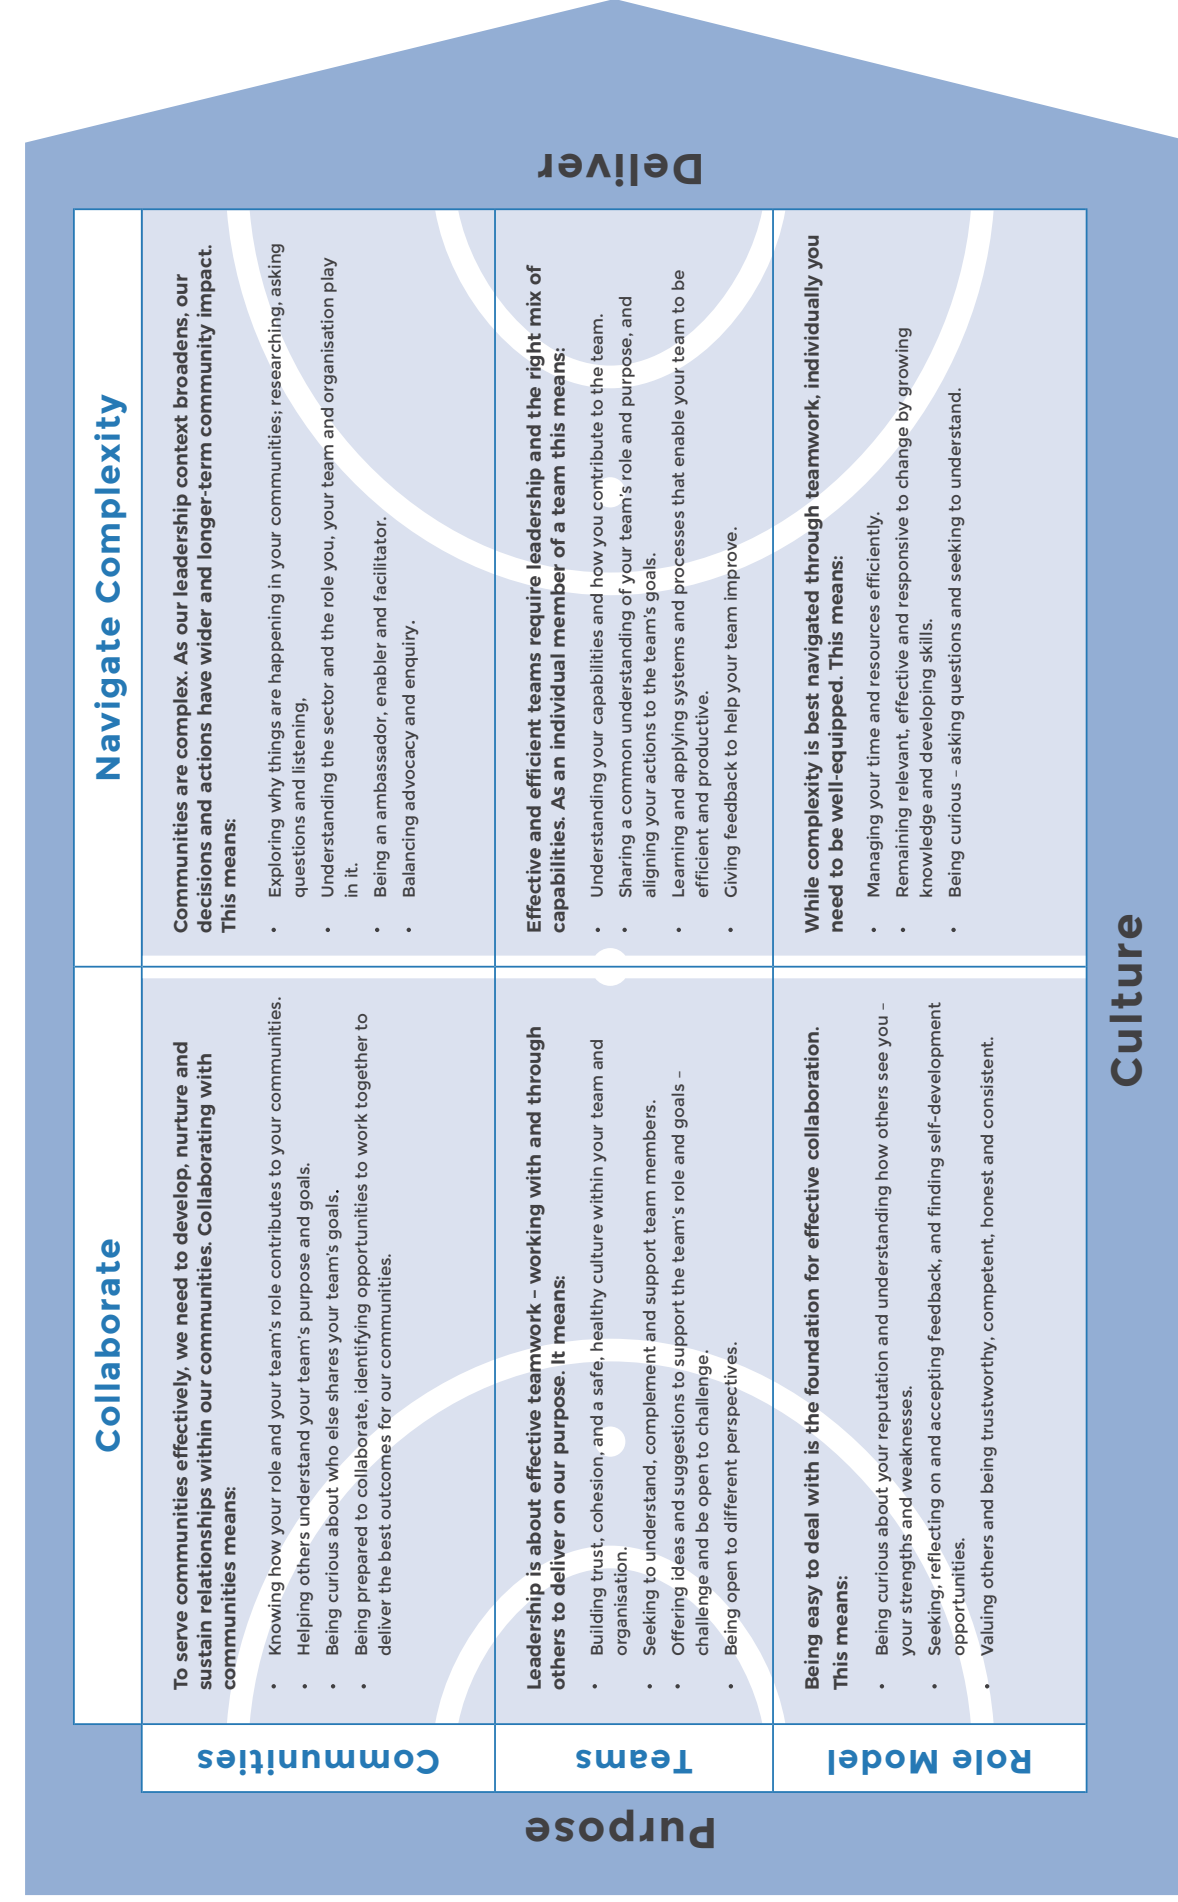 Collaborate
Navigate Complexity
Purpose
Communities
To serve communities effectively, we need to develop, nurture and
sustain relationships within our communities. Collaborating with
communities means:
• Knowing how your role and your team's role contributes to your communities.
• Helping others understand your team's purpose and goals.
• Being curious about who else shares your team's goals.
• Being prepared to collaborate, identifying opportunities to work together to
deliver the best outcomes for our communities.
Communities are complex. As our leadership context broadens, our
decisions and actions have wider and longer-term community impact.
This means:
• Exploring why things are happening in your communities; researching, asking
questions and listening,
• Understanding the sector and the role you, your team and organisation play
in it.
• Being an ambassador, enabler and facilitator.
• Balancing advocacy and enquiry.
Teams
Leadership is about effective teamwork – working with and through
others to deliver on our purpose. It means:
• Building trust, cohesion, and a safe, healthy culture within your team and
organisation.
• Seeking to understand, complement and support team members.
• Offering ideas and suggestions to support the team's role and goals –
challenge and be open to challenge.
• Being open to different perspectives.
Effective and efficient teams require leadership and the right mix of
capabilities. As an individual member of a team this means:
• Understanding your capabilities and how you contribute to the team.
• Sharing a common understanding of your team's role and purpose, and
aligning your actions to the team's goals.
• Learning and applying systems and processes that enable your team to be
efficient and productive.
• Giving feedback to help your team improve.
Role Model
Being easy to deal with is the foundation for effective collaboration.
This means:
• Being curious about your reputation and understanding how others see you –
your strengths and weaknesses.
• Seeking, reflecting on and accepting feedback, and finding self-development
opportunities.
• Valuing others and being trustworthy, competent, honest and consistent.
While complexity is best navigated through teamwork, individually you
need to be well-equipped. This means:
• Managing your time and resources efficiently.
• Remaining relevant, effective and responsive to change by growing
knowledge and developing skills.
• Being curious – asking questions and seeking to understand.
Deliver
Culture